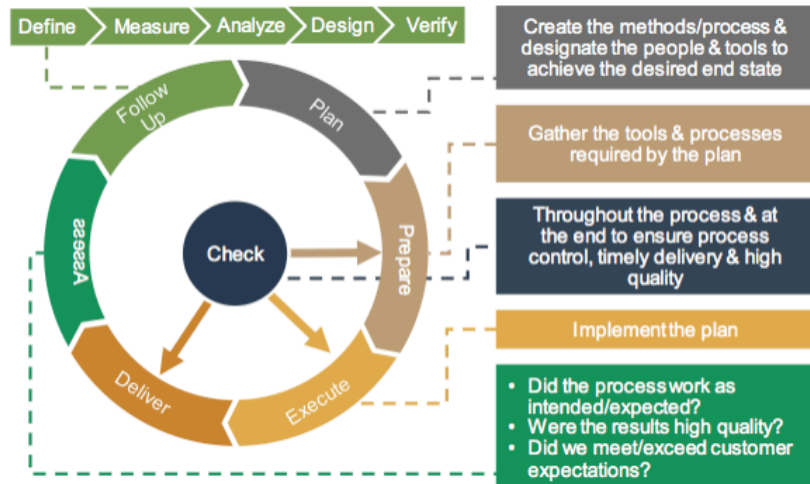 Define Measure Analyze Design Verify
Create the methods/process &
designate the people & tools to
achieve the desired end state
Follow
Up
Plan
Gather the tools & processes
required by the plan
Assess
Check
Prepare
Throughout the process & at
the end to ensure process
control, timely delivery & high
quality
Implement the plan
Deliver
Execute
• Did the process work as
intended/expected?
• Were the results high quality?
• Did we meet/exceed customer
expectations?